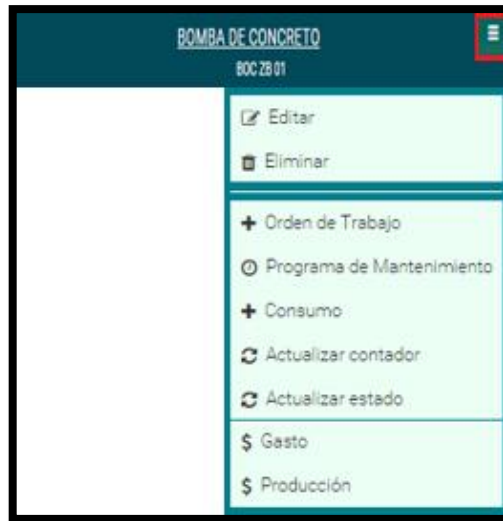 BOMBA DE CONCRETO
BOC ZB 01
Editar
Eliminar
+ Orden de Trabajo
Programa de Mantenimiento
+ Consumo
Actualizar contador
Actualizar estado
$ Gasto
$ Producción